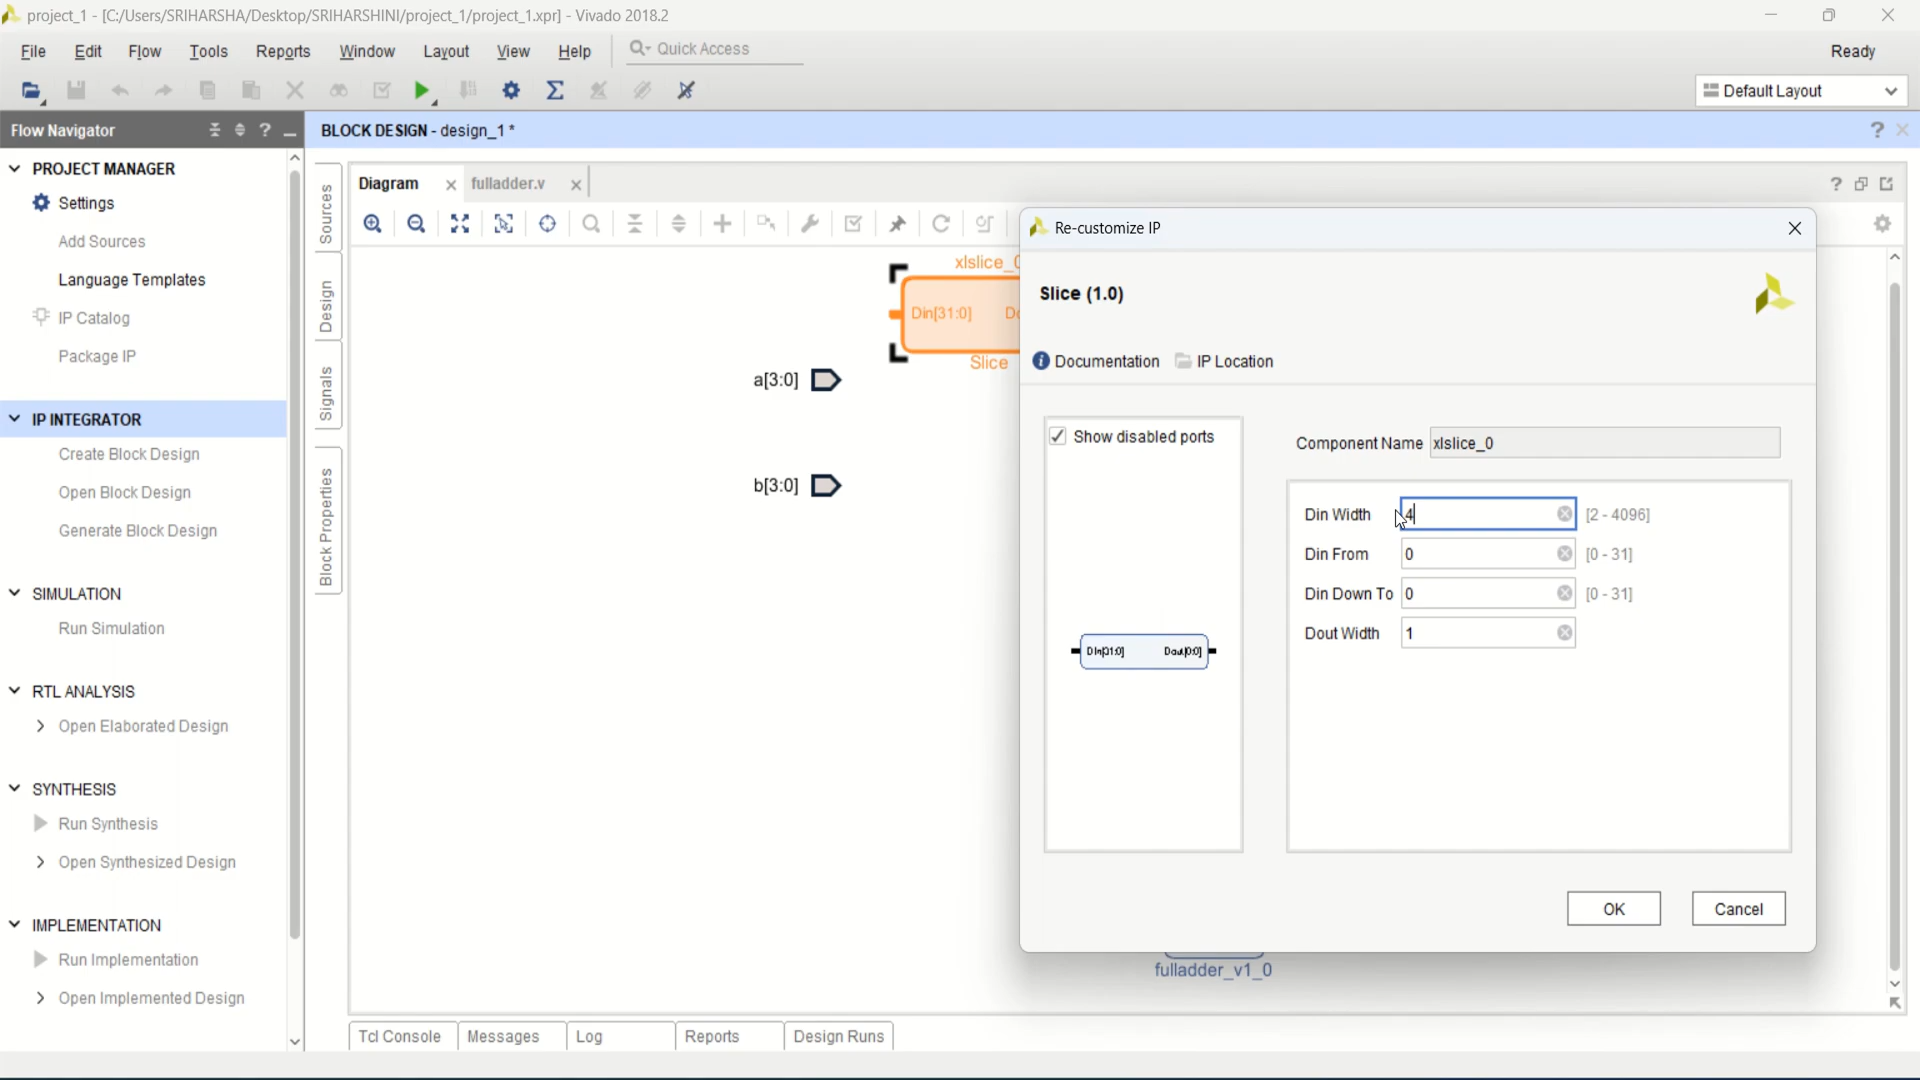 project_1 - [C:/Users/SRIHARSHA/Desktop/SRIHARSHINI/project_1/project_1.xpr] - Vivado 2018.2
File Edit Flow Tools Reports Window Layout View Help Quick Access Ready
Default Layout
Flow Navigator ? BLOCK DESIGN - design_1 * ?
PROJECT MANAGER
Settings
Add Sources
Language Templates
IP Catalog
Package IP
IP INTEGRATOR
Create Block Design
Open Block Design
Generate Block Design
SIMULATION
Run Simulation
RTL ANALYSIS
Open Elaborated Design
SYNTHESIS
Run Synthesis
Open Synthesized Design
IMPLEMENTATION
Run Implementation
Open Implemented Design
Sources
Design
Signals
Block Properties
Diagram fulladder.v ?
xlslice_0
Din[31:0] Do
Slice
a[3:0]
b[3:0]
fulladder_v1_0
Re-customize IP
Slice (1.0)
Documentation IP Location
Show disabled ports
Din[31:0] Dout[0:0]
Component Name xlslice_0
Din Width 4 [2 - 4096]
Din From 0 [0 - 31]
Din Down To 0 [0 - 31]
Dout Width 1
OK Cancel
Tcl Console Messages Log Reports Design Runs